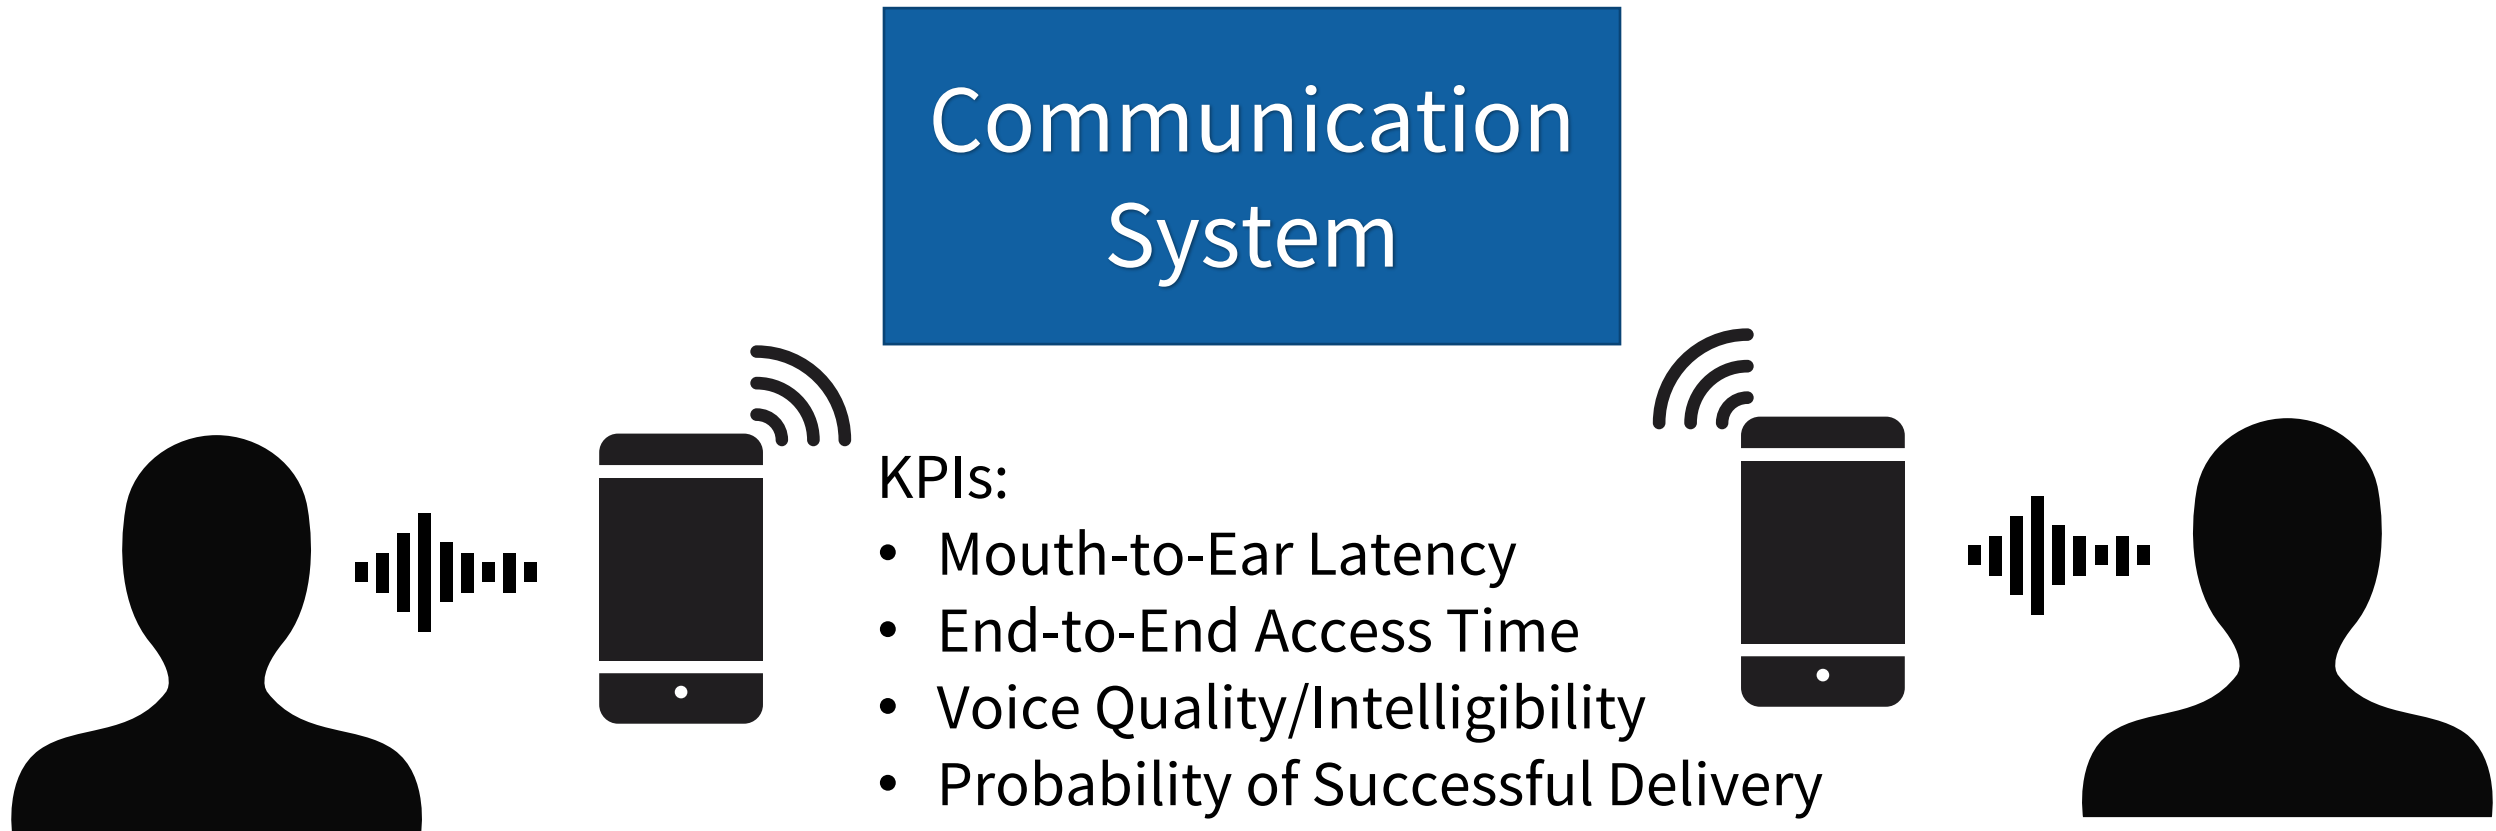 Communication
System
KPIs:
• Mouth-to-Ear Latency
• End-to-End Access Time
• Voice Quality/Intelligibility
• Probability of Successful Delivery